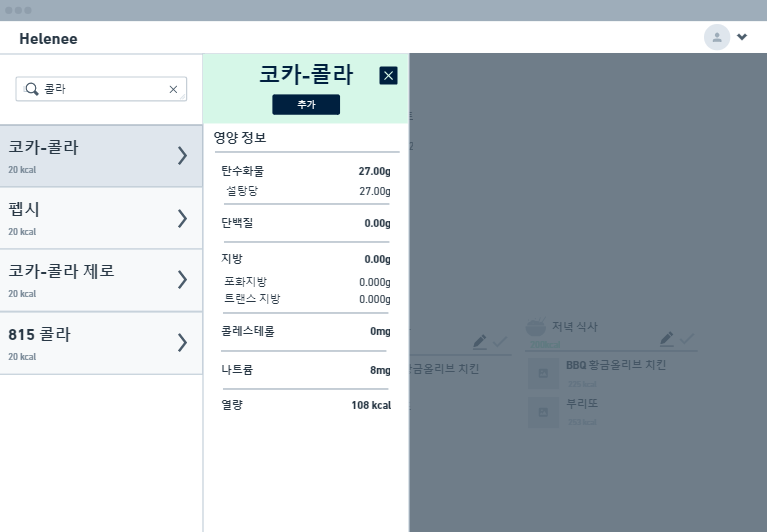 Helenee
콜라
코카-콜라
20 kcal
펩시
20 kcal
코카-콜라 제로
20 kcal
815 콜라
20 kcal
코카-콜라
추가
영양 정보
탄수화물 27.00g
설탕당 27.00g
단백질 0.00g
지방 0.00g
포화지방 0.000g
트랜스 지방 0.000g
콜레스테롤 0mg
나트륨 8mg
열량 108 kcal
황금올리브 치킨
저녁 식사
BBQ 황금올리브 치킨
부리또